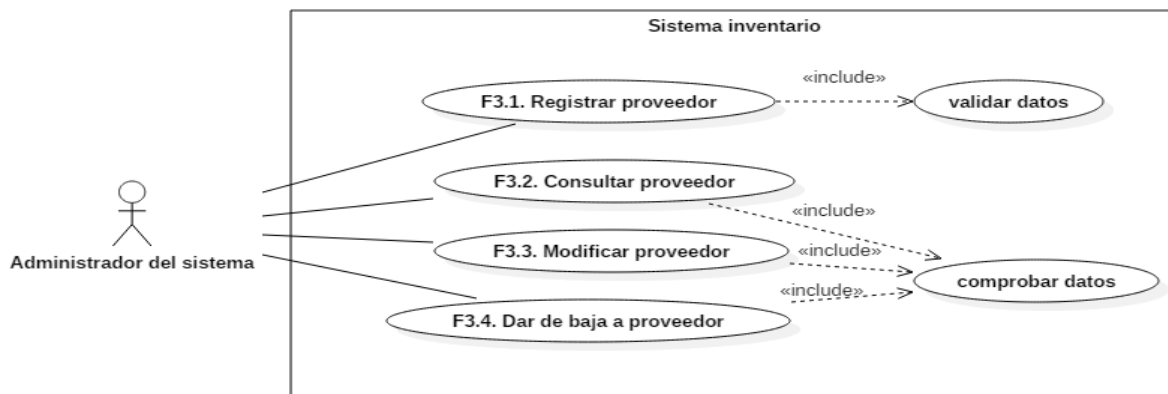 Sistema inventario
«include»
F3.1. Registrar proveedor
validar datos
F3.2. Consultar proveedor
«include»
Administrador del sistema
F3.3. Modificar proveedor
«include»
comprobar datos
«include»
F3.4. Dar de baja a proveedor